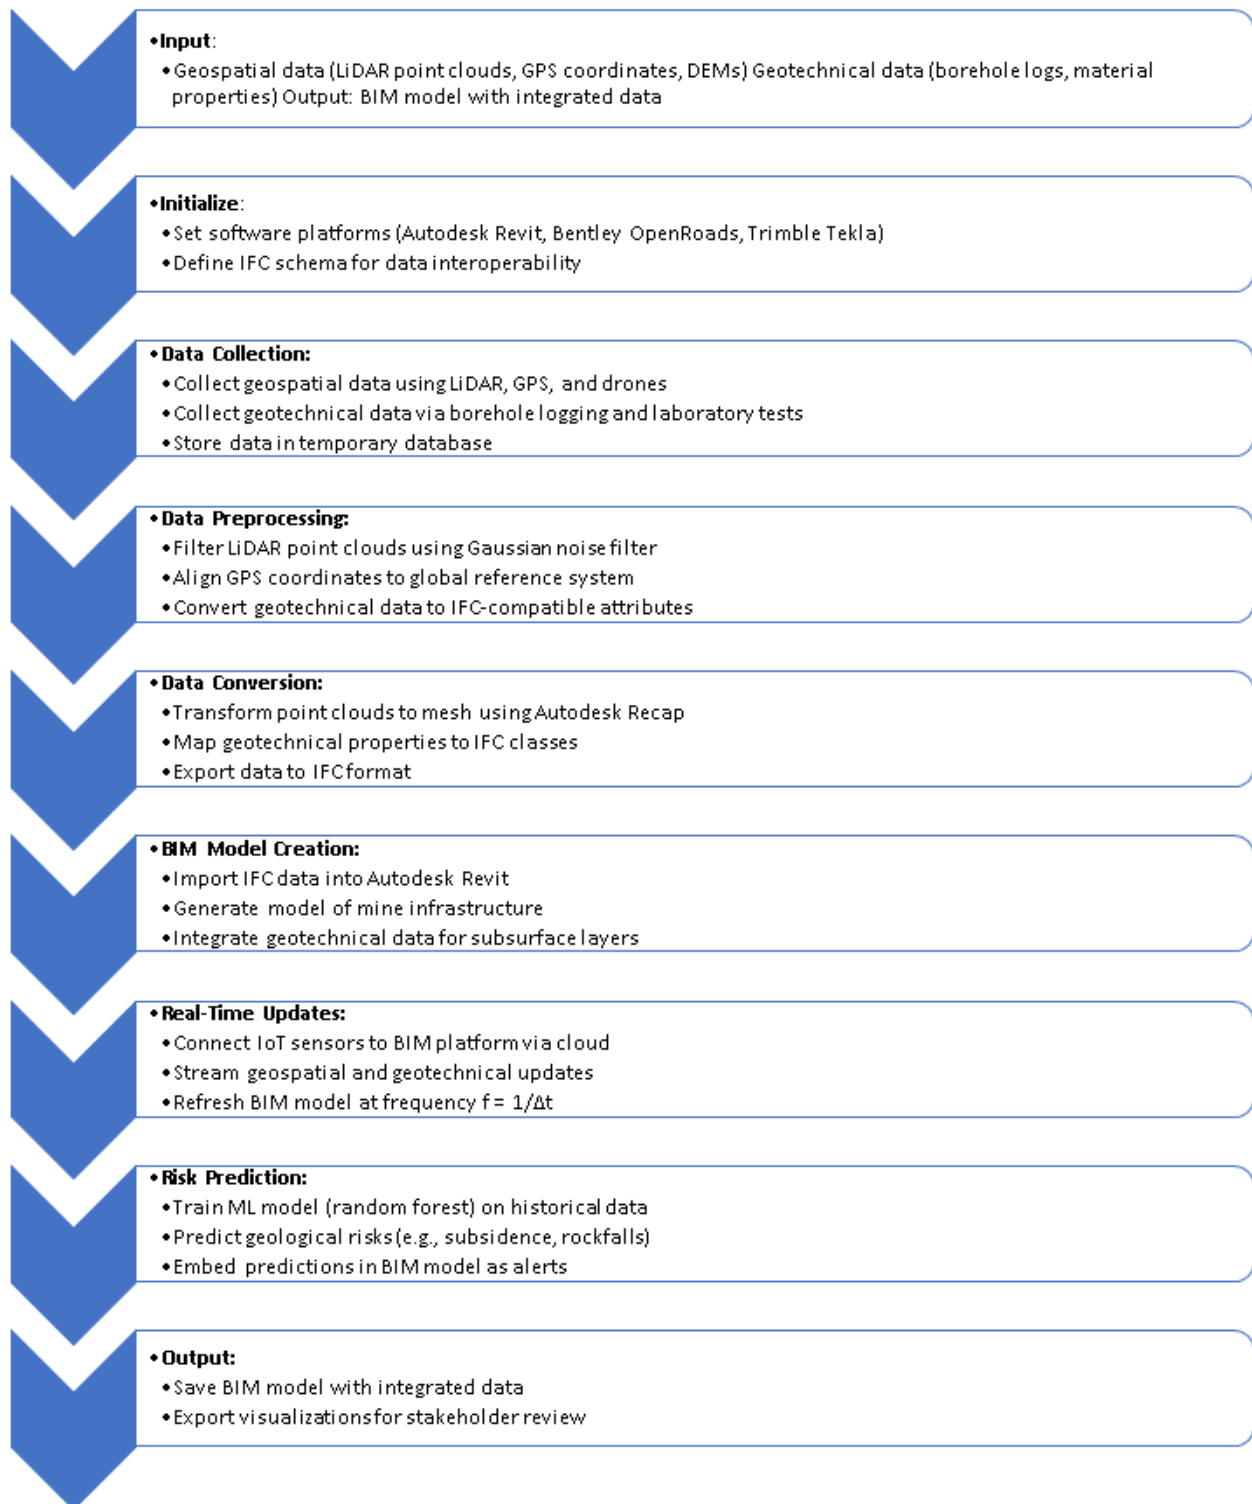 •Input:
•Geospatial data (LiDAR point clouds, GPS coordinates, DEMs) Geotechnical data (borehole logs, material
properties) Output: BIM model with integrated data
•Initialize:
•Set software platforms (Autodesk Revit, Bentley OpenRoads, Trimble Tekla)
•Define IFC schema for data interoperability
•Data Collection:
•Collect geospatial data using LiDAR, GPS, and drones
•Collect geotechnical data via borehole logging and laboratory tests
•Store data in temporary database
•Data Preprocessing:
•Filter LiDAR point clouds using Gaussian noise filter
•Align GPS coordinates to global reference system
•Convert geotechnical data to IFC-compatible attributes
•Data Conversion:
•Transform point clouds to mesh using Autodesk Recap
•Map geotechnical properties to IFC classes
•Export data to IFC format
•BIM Model Creation:
•Import IFC data into Autodesk Revit
•Generate model of mine infrastructure
•Integrate geotechnical data for subsurface layers
•Real-Time Updates:
•Connect IoT sensors to BIM platform via cloud
•Stream geospatial and geotechnical updates
•Refresh BIM model at frequency f = 1/Δt
•Risk Prediction:
•Train ML model (random forest) on historical data
•Predict geological risks (e.g., subsidence, rockfalls)
•Embed predictions in BIM model as alerts
•Output:
•Save BIM model with integrated data
•Export visualizations for stakeholder review